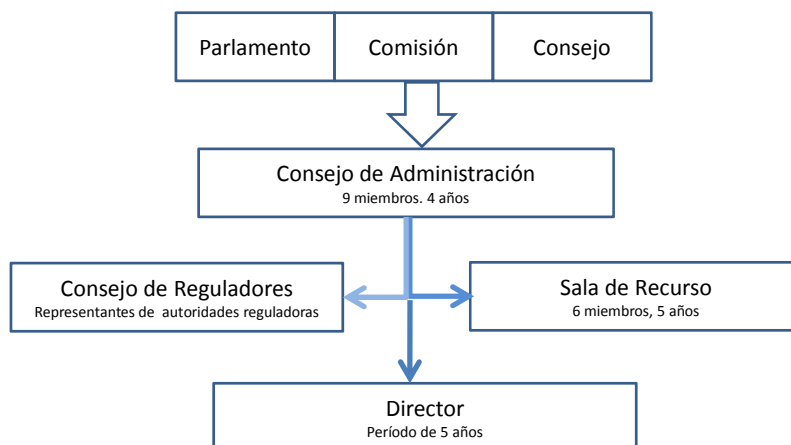 Parlamento
Comisión
Consejo
Consejo de Administración
9 miembros. 4 años
Consejo de Reguladores
Representantes de autoridades reguladoras
Sala de Recurso
6 miembros, 5 años
Director
Período de 5 años